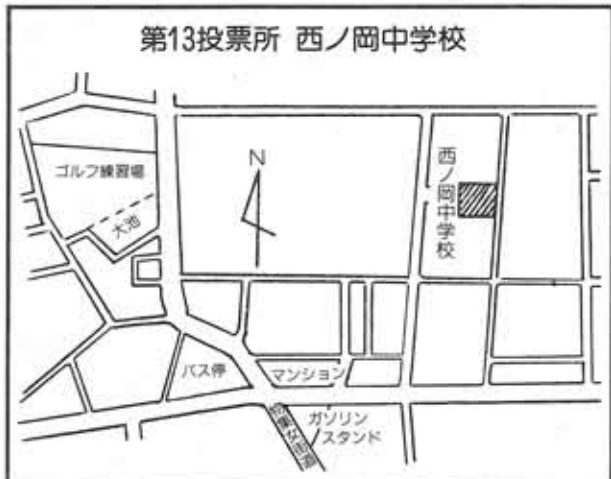 第13投票所 西ノ岡中学校
N
ゴルフ練習場
大池
西ノ岡中学校
バス停
マンション
ガソリン
スタンド